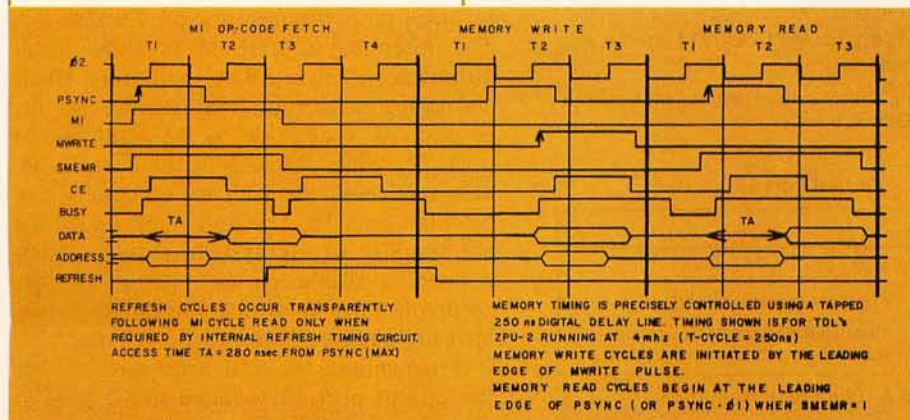 MI OP-CODE FETCH MEMORY WRITE MEMORY READ
T1 T2 T3 T4 T1 T2 T3 T1 T2 T3
ø2
PSYNC
MI
MWRITE
SMEMR
CE
BUSY
TA TA
DATA
ADDRESS
REFRESH
REFRESH CYCLES OCCUR TRANSPARENTLY
FOLLOWING MI CYCLE READ ONLY WHEN
REQUIRED BY INTERNAL REFRESH TIMING CIRCUIT.
ACCESS TIME TA = 280 nsec FROM PSYNC (MAX)
MEMORY TIMING IS PRECISELY CONTROLLED USING A TAPPED
250 ns DIGITAL DELAY LINE. TIMING SHOWN IS FOR TDL's
ZPU-2 RUNNING AT 4mhz (T-CYCLE = 250ns)
MEMORY WRITE CYCLES ARE INITIATED BY THE LEADING
EDGE OF MWRITE PULSE.
MEMORY READ CYCLES BEGIN AT THE LEADING
EDGE OF PSYNC (OR PSYNC · ø1) WHEN SMEMR = 1